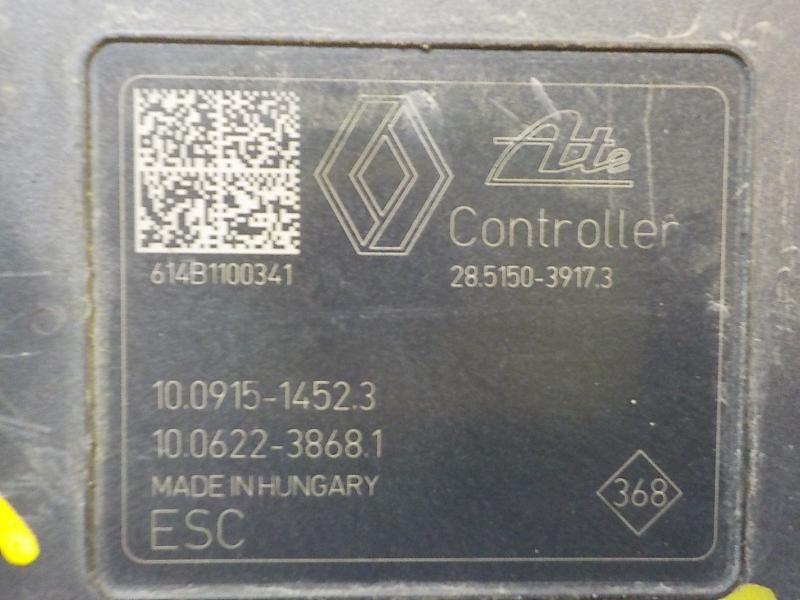 Ate
Controller
614B1100341
28.5150-3917.3
10.0915-1452.3
10.0622-3868.1
MADE IN HUNGARY
368
ESC